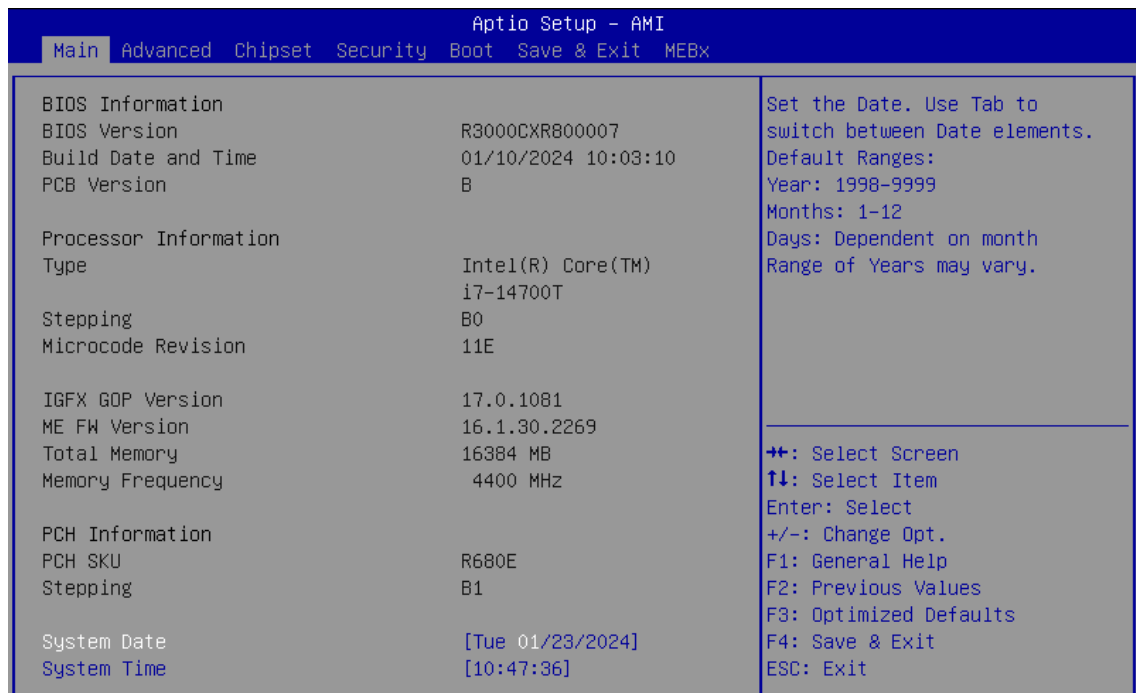 Aptio Setup – AMI
Main Advanced Chipset Security Boot Save & Exit MEBx
BIOS Information
BIOS Version R3000CXR800007
Build Date and Time 01/10/2024 10:03:10
PCB Version B
Processor Information
Type Intel(R) Core(TM)
i7-14700T
Stepping B0
Microcode Revision 11E
IGFX GOP Version 17.0.1081
ME FW Version 16.1.30.2269
Total Memory 16384 MB
Memory Frequency 4400 MHz
PCH Information
PCH SKU R680E
Stepping B1
System Date [Tue 01/23/2024]
System Time [10:47:36]
Set the Date. Use Tab to
switch between Date elements.
Default Ranges:
Year: 1998-9999
Months: 1-12
Days: Dependent on month
Range of Years may vary.
→←: Select Screen
↑↓: Select Item
Enter: Select
+/-: Change Opt.
F1: General Help
F2: Previous Values
F3: Optimized Defaults
F4: Save & Exit
ESC: Exit